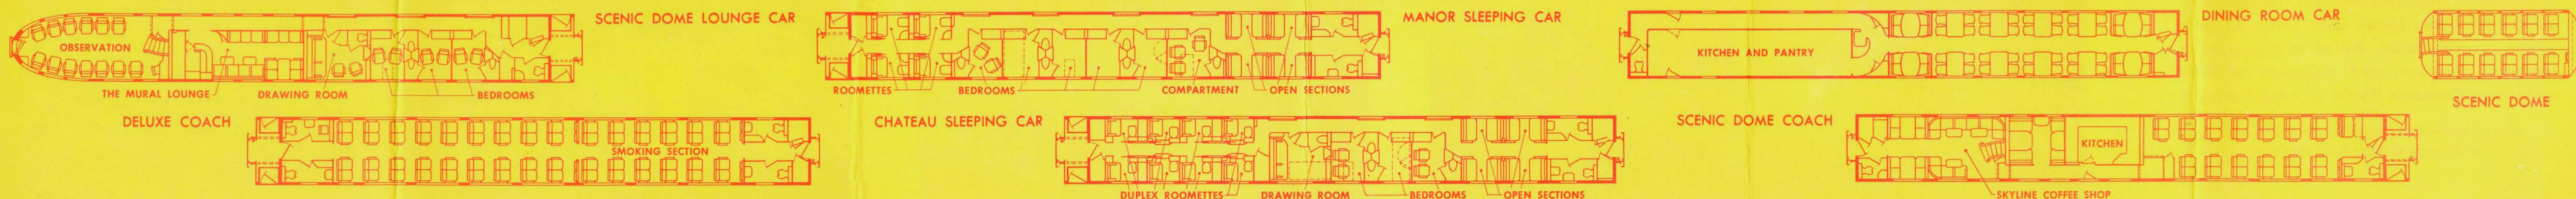 SCENIC DOME LOUNGE CAR
OBSERVATION
THE MURAL LOUNGE
DRAWING ROOM
BEDROOMS
MANOR SLEEPING CAR
ROOMETTES
BEDROOMS
COMPARTMENT
OPEN SECTIONS
DINING ROOM CAR
KITCHEN AND PANTRY
SCENIC DOME
DELUXE COACH
SMOKING SECTION
CHATEAU SLEEPING CAR
DUPLEX ROOMETTES
DRAWING ROOM
BEDROOMS
OPEN SECTIONS
SCENIC DOME COACH
KITCHEN
SKYLINE COFFEE SHOP